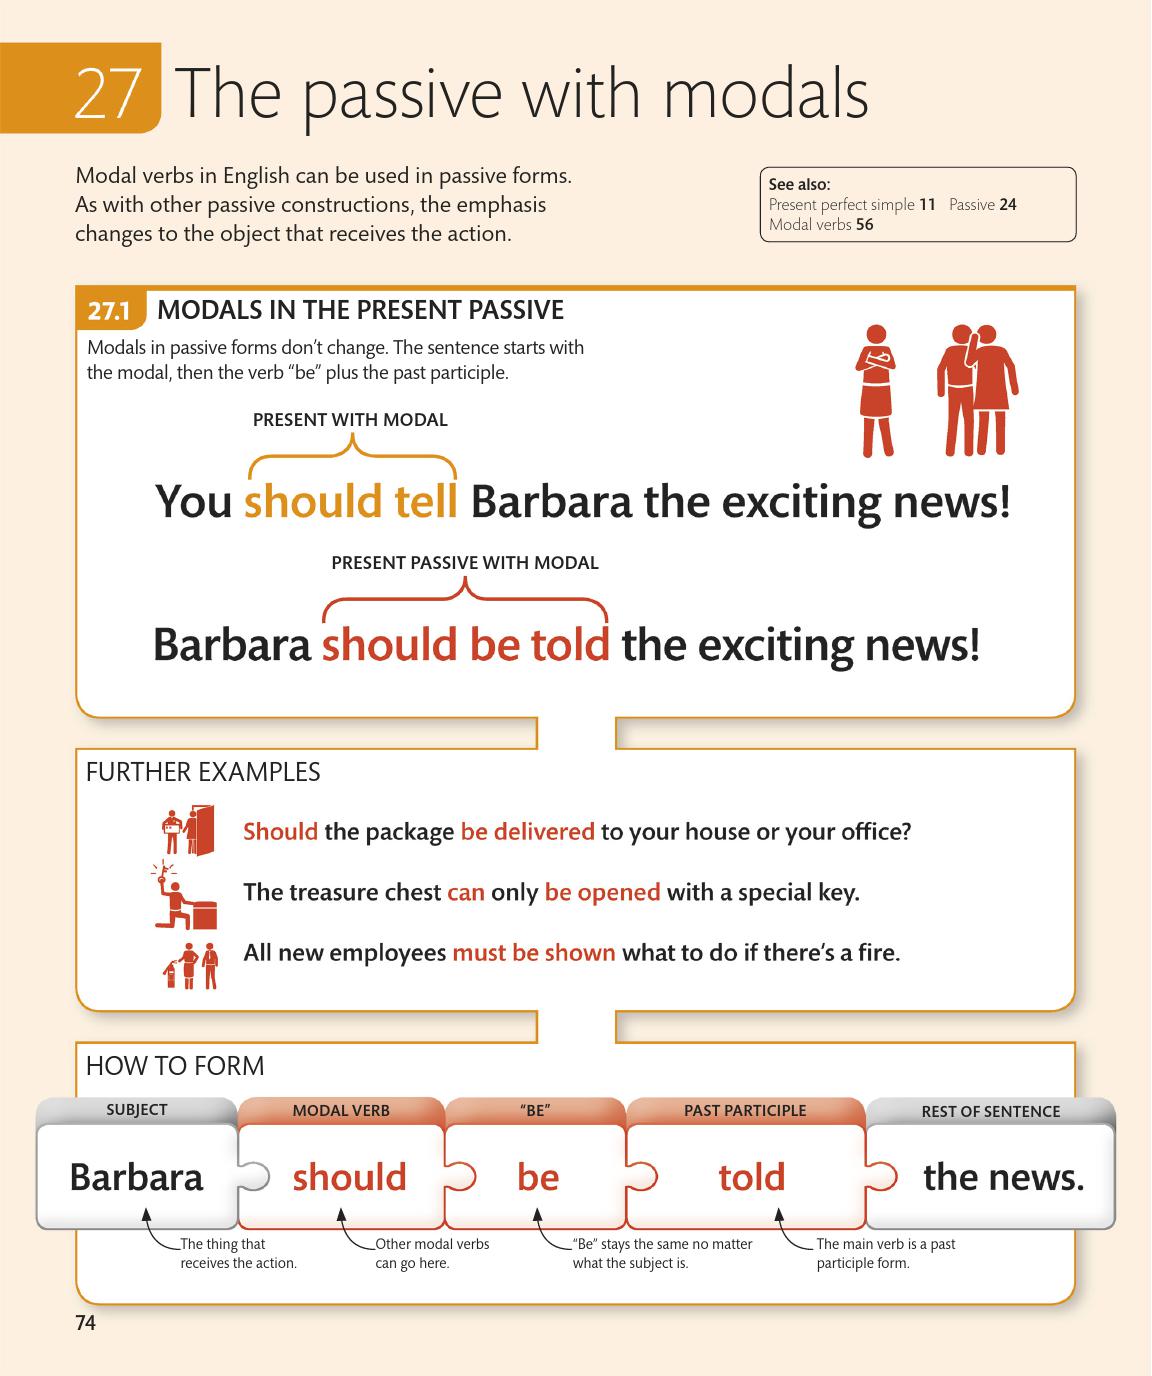 27 The passive with modals
Modal verbs in English can be used in passive forms.
As with other passive constructions, the emphasis
changes to the object that receives the action.
See also:
Present perfect simple 11 Passive 24
Modal verbs 56
27.1 MODALS IN THE PRESENT PASSIVE
Modals in passive forms don’t change. The sentence starts with
the modal, then the verb “be” plus the past participle.
PRESENT WITH MODAL
You should tell Barbara the exciting news!
PRESENT PASSIVE WITH MODAL
Barbara should be told the exciting news!
FURTHER EXAMPLES
Should the package be delivered to your house or your office?
The treasure chest can only be opened with a special key.
All new employees must be shown what to do if there’s a fire.
HOW TO FORM
SUBJECT MODAL VERB “BE” PAST PARTICIPLE REST OF SENTENCE
Barbara should be told the news.
The thing that
receives the action.
Other modal verbs
can go here.
“Be” stays the same no matter
what the subject is.
The main verb is a past
participle form.
74